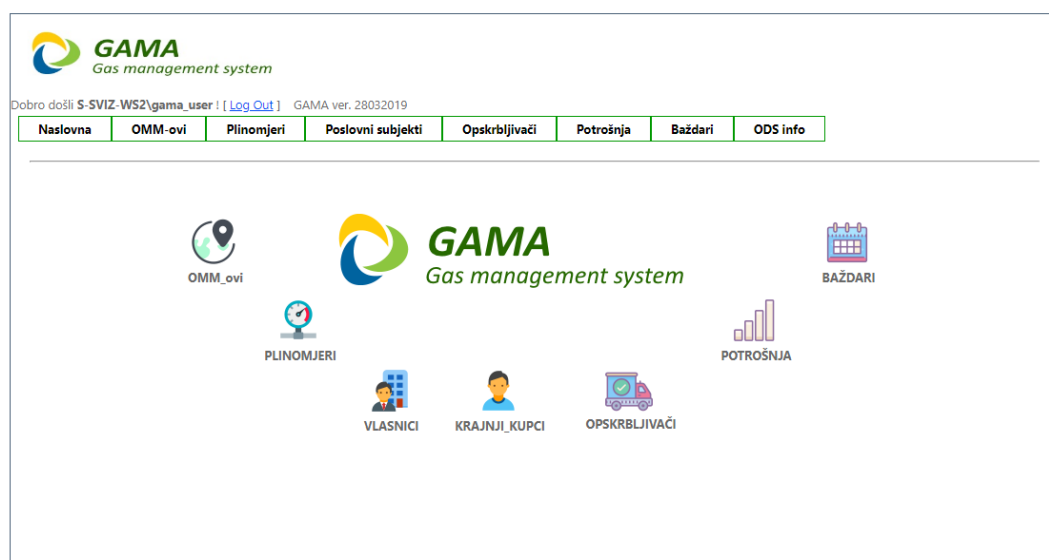 GAMA
Gas management system
Dobro došli S-SVIZ-WS2\gama_user ! [ Log Out ] GAMA ver. 28032019
Naslovna OMM-ovi Plinomjeri Poslovni subjekti Opskrbljivači Potrošnja Baždari ODS info
GAMA
Gas management system
OMM_ovi
BAŽDARI
PLINOMJERI
POTROŠNJA
VLASNICI KRAJNJI_KUPCI OPSKRBLJIVAČI